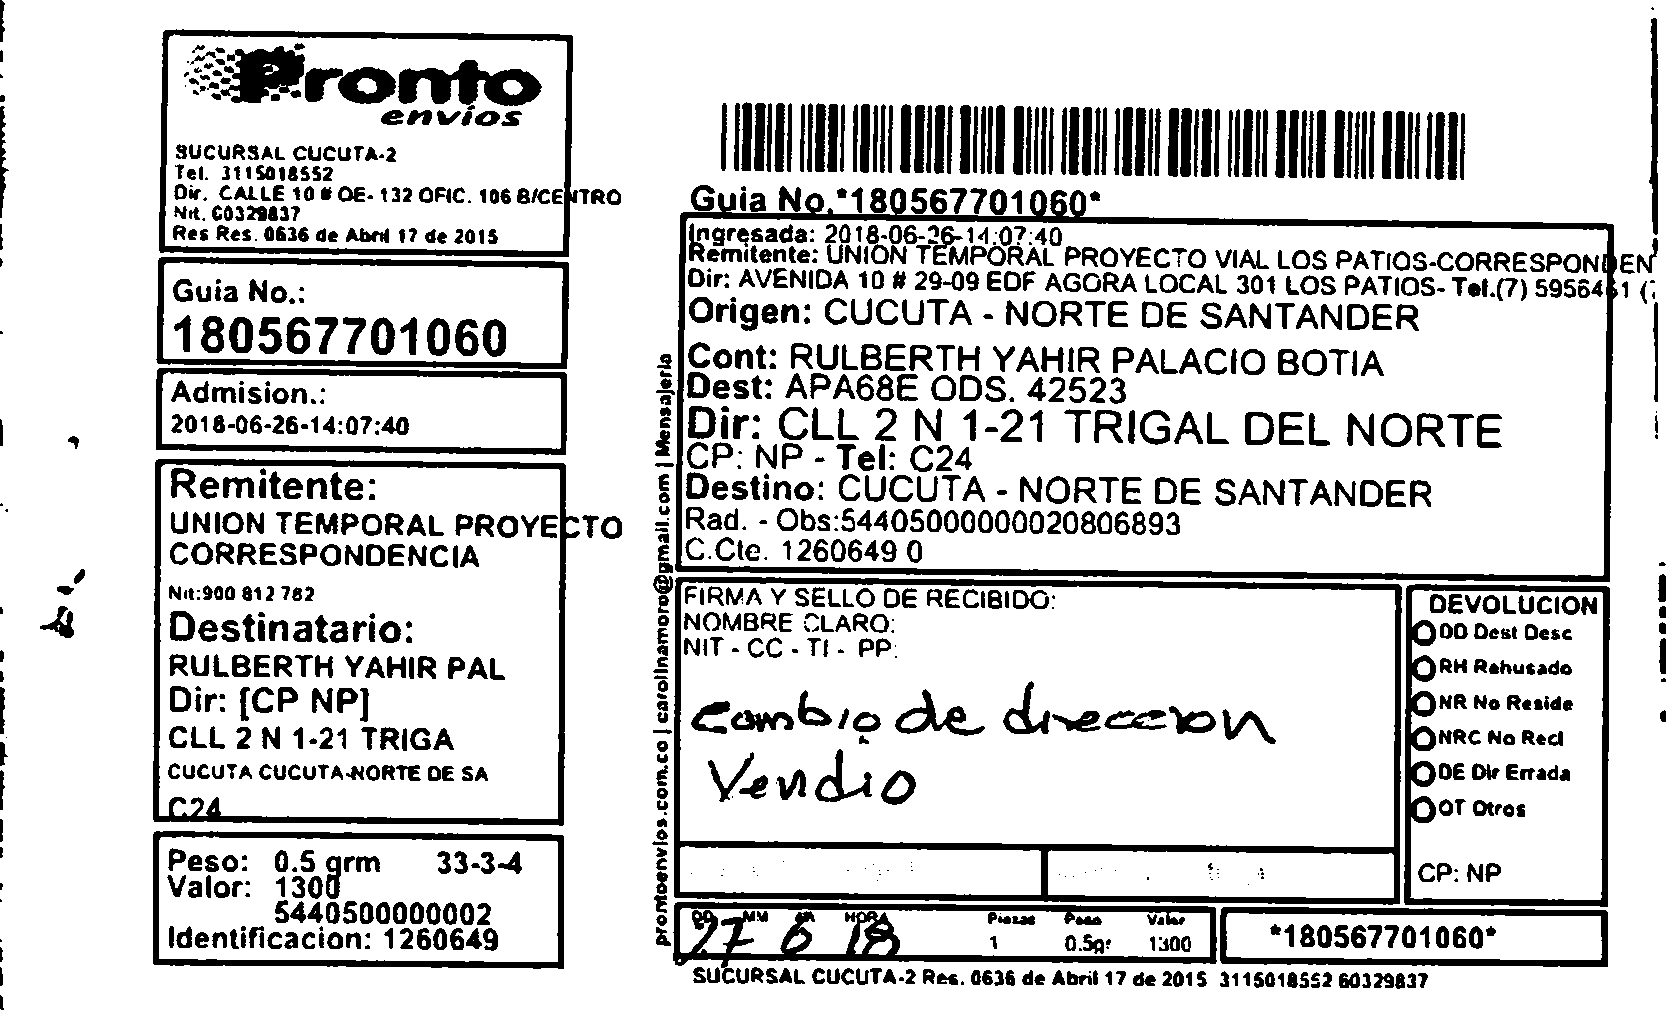 Pronto
envíos
SUCURSAL CUCUTA-2
Tel. 3115018552
Dir. CALLE 10 # OE- 132 OFIC. 106 B/CENTRO
Nit. 60329837
Res Res. 0636 de Abril 17 de 2015
Guia No.:
180567701060
Admision.:
2018-06-26-14:07:40
Remitente:
UNION TEMPORAL PROYECTO
CORRESPONDENCIA
Nit:900 812 782
Destinatario:
RULBERTH YAHIR PAL
Dir: [CP NP]
CLL 2 N 1-21 TRIGA
CUCUTA CUCUTA-NORTE DE SA
C24
Peso: 0.5 grm 33-3-4
Valor: 1300
5440500000002
Identificacion: 1260649
prontoenvios.com.co | carolinamoro@gmail.com | Mensajeria
Guia No.*180567701060*
Ingresada: 2018-06-26-14:07:40
Remitente: UNION TEMPORAL PROYECTO VIAL LOS PATIOS-CORRESPONDEN
Dir: AVENIDA 10 # 29-09 EDF AGORA LOCAL 301 LOS PATIOS- Tel.(7) 5956461 (7
Origen: CUCUTA - NORTE DE SANTANDER
Cont: RULBERTH YAHIR PALACIO BOTIA
Dest: APA68E ODS. 42523
Dir: CLL 2 N 1-21 TRIGAL DEL NORTE
CP: NP - Tel: C24
Destino: CUCUTA - NORTE DE SANTANDER
Rad. - Obs:54405000000020806893
C.Cte. 1260649 0
FIRMA Y SELLO DE RECIBIDO:
NOMBRE CLARO:
NIT - CC - TI - PP:
Cambio de direccion
Vendio
DEVOLUCION
DD Dest Desc
RH Rehusado
NR No Reside
NRC No Recl
DE Dir Errada
OT Otros
CP: NP
DD MM AA HORA Piezas Peso Valor
27 6 18 1 0.5gr 1300
*180567701060*
SUCURSAL CUCUTA-2 Res. 0636 de Abril 17 de 2015 3115018552 60329837